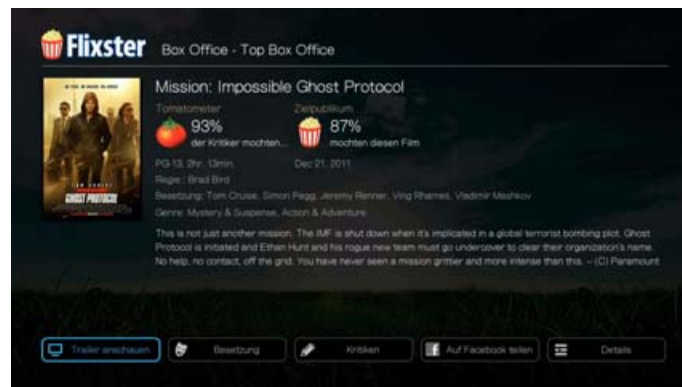 Flixster Box Office - Top Box Office
Mission: Impossible Ghost Protocol
Tomatometer Zielpublikum
93% 87%
der Kritiker mochten... mochten diesen Film
PG-13, 2hr. 13min. Dec 21, 2011
Regie: Brad Bird
Besetzung: Tom Cruise, Simon Pegg, Jeremy Renner, Ving Rhames, Vladimir Mashkov
Genre: Mystery & Suspense, Action & Adventure
This is not just another mission. The IMF is shut down when it's implicated in a global terrorist bombing plot. Ghost
Protocol is initiated and Ethan Hunt and his rogue new team must go undercover to clear their organization's name.
No help, no contact, off the grid. You have never seen a mission grittier and more intense than this. – (C) Paramount
TOM CRUISE
GHOST PROTOCOL
Trailer anschauen Besetzung Kritiken Auf Facebook teilen Details